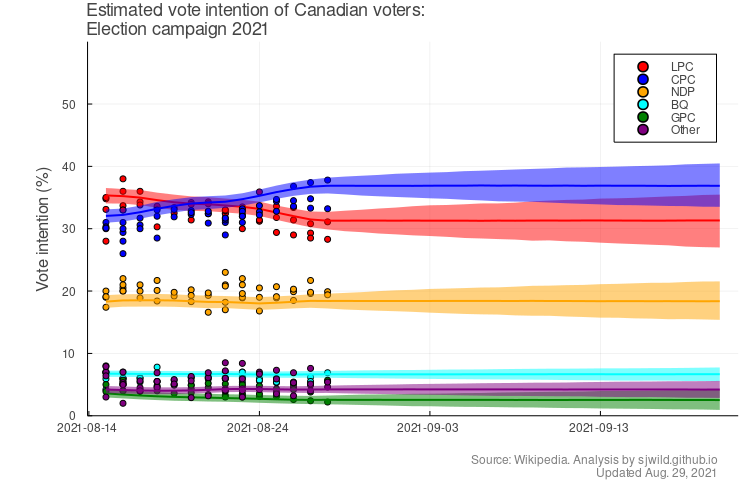 Estimated vote intention of Canadian voters:
Election campaign 2021
LPC
CPC
NDP
BQ
GPC
Other
Vote intention (%)
50
40
30
20
10
0
2021-08-14
2021-08-24
2021-09-03
2021-09-13
Source: Wikipedia. Analysis by sjwild.github.io
Updated Aug. 29, 2021